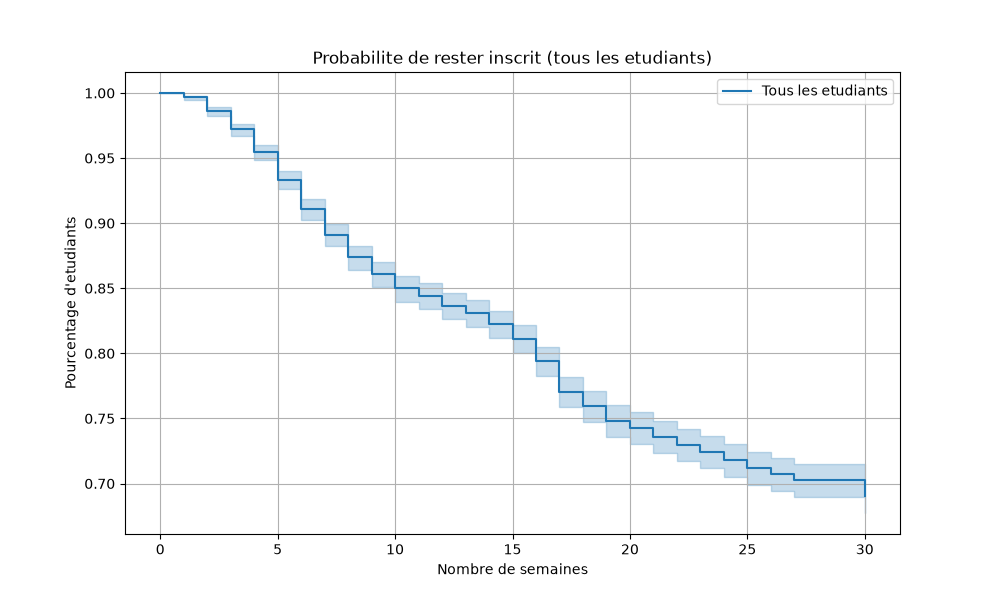 Probabilite de rester inscrit (tous les etudiants)
Tous les etudiants
Pourcentage d'etudiants
1.00
0.95
0.90
0.85
0.80
0.75
0.70
0 5 10 15 20 25 30
Nombre de semaines